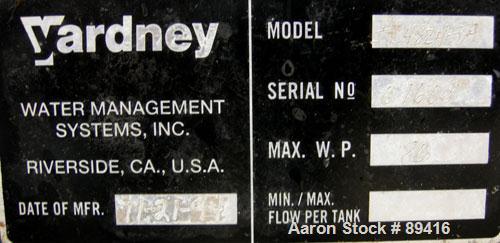 Yardney
WATER MANAGEMENT
SYSTEMS, INC.
RIVERSIDE, CA., U.S.A.
DATE OF MFR.
MODEL
SERIAL NO
MAX. W. P. 80
MIN./MAX.
FLOW PER TANK
Aaron Stock # 89416